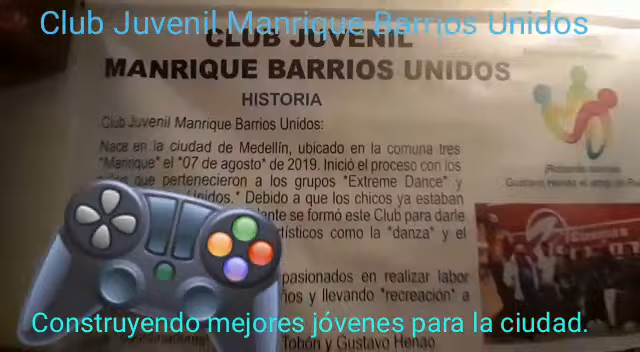 Club Juvenil Manrique Barrios Unidos
CLUB JUVENIL
MANRIQUE BARRIOS UNIDOS
HISTORIA
Club Juvenil Manrique Barrios Unidos:
Nace en la ciudad de Medellín, ubicado en la comuna tres
"Manrique" el "07 de agosto" de 2019. Inició el proceso con los
que pertenecieron a los grupos "Extreme Dance" y
Unidos." Debido a que los chicos ya estaban
se formó este Club para darle
como la "danza" y el
en realizar labor
y llevando "recreación" a
Construyendo mejores jóvenes para la ciudad.
Tobón y Gustavo Henao